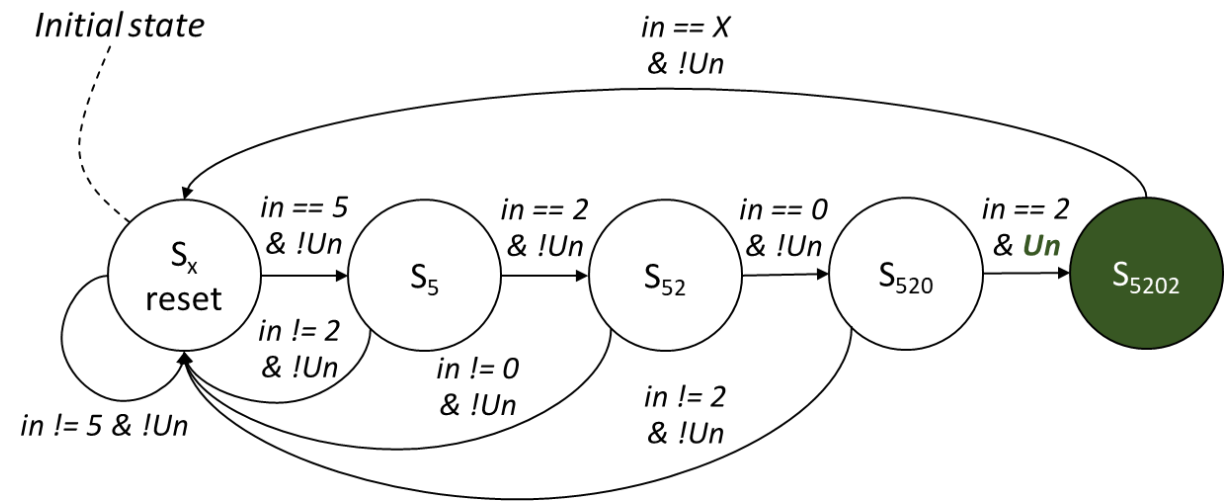 Initial state
in == X
& !Un
in == 5
& !Un
in == 2
& !Un
in == 0
& !Un
in == 2
& Un
Sx
reset
S5
S52
S520
S5202
in != 2
& !Un
in != 0
& !Un
in != 2
& !Un
in != 5 & !Un